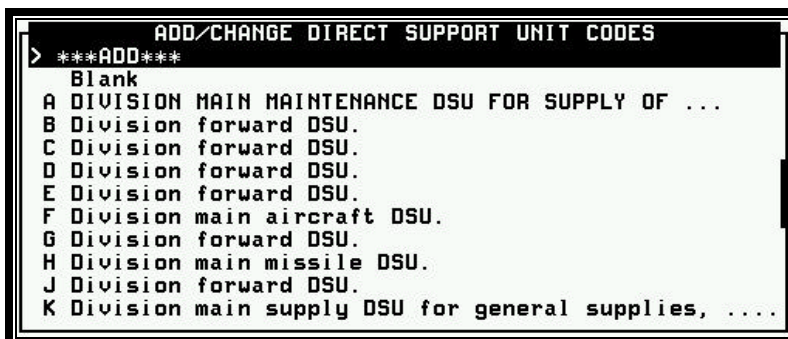 ADD/CHANGE DIRECT SUPPORT UNIT CODES
> ***ADD***
Blank
A DIVISION MAIN MAINTENANCE DSU FOR SUPPLY OF ...
B Division forward DSU.
C Division forward DSU.
D Division forward DSU.
E Division forward DSU.
F Division main aircraft DSU.
G Division forward DSU.
H Division main missile DSU.
J Division forward DSU.
K Division main supply DSU for general supplies, ....